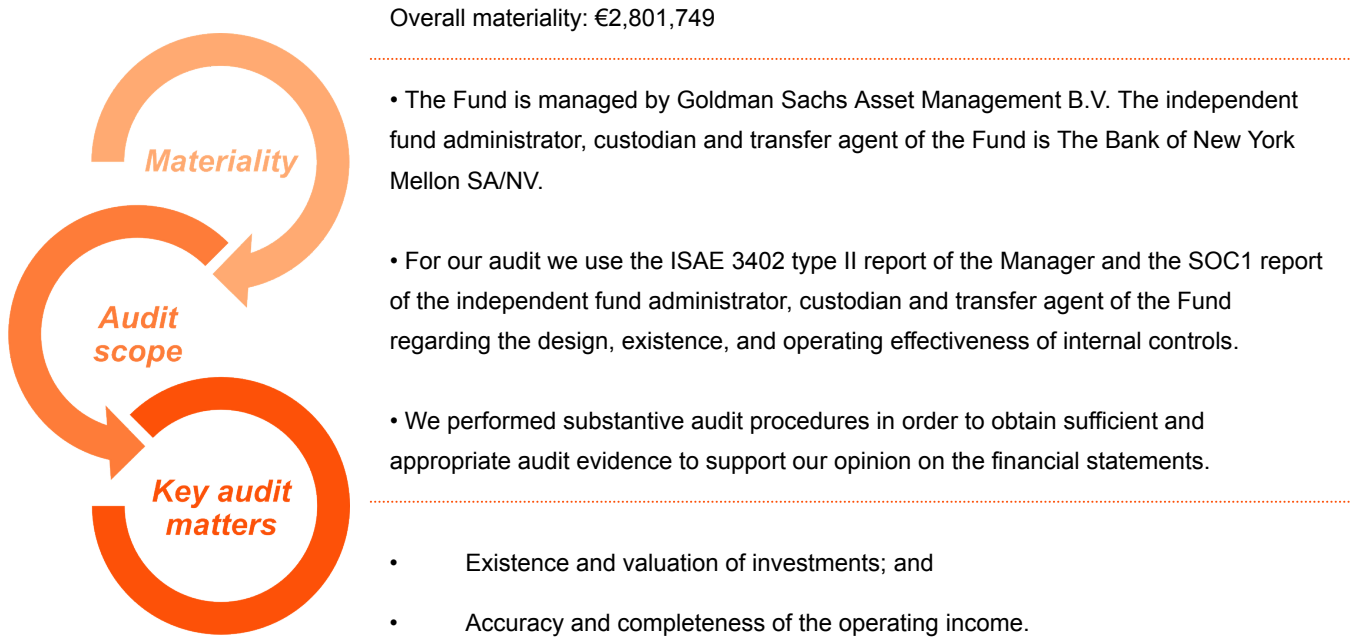 Overall materiality: €2,801,749
Materiality
• The Fund is managed by Goldman Sachs Asset Management B.V. The independent
fund administrator, custodian and transfer agent of the Fund is The Bank of New York
Mellon SA/NV.
• For our audit we use the ISAE 3402 type II report of the Manager and the SOC1 report
of the independent fund administrator, custodian and transfer agent of the Fund
regarding the design, existence, and operating effectiveness of internal controls.
Audit
scope
• We performed substantive audit procedures in order to obtain sufficient and
appropriate audit evidence to support our opinion on the financial statements.
Key audit
matters
• Existence and valuation of investments; and
• Accuracy and completeness of the operating income.